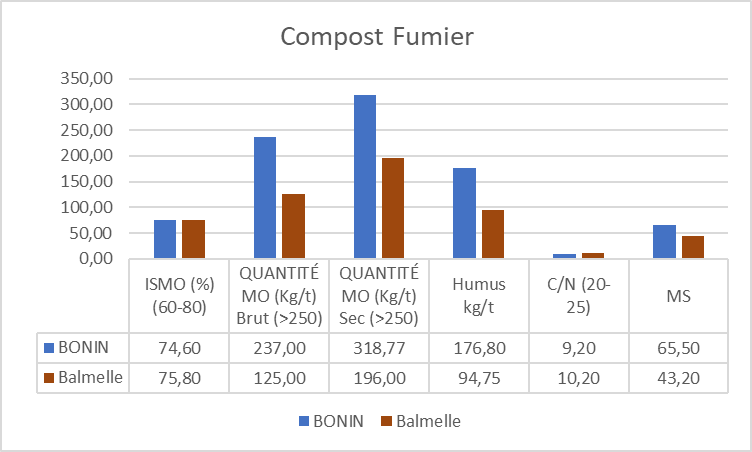 Compost Fumier
350,00
300,00
250,00
200,00
150,00
100,00
50,00
0,00
ISMO (%)
(60-80)
QUANTITÉ
MO (Kg/t)
Brut (>250)
QUANTITÉ
MO (Kg/t)
Sec (>250)
Humus
kg/t
C/N (20-
25)
MS
BONIN 74,60 237,00 318,77 176,80 9,20 65,50
Balmelle 75,80 125,00 196,00 94,75 10,20 43,20
BONIN Balmelle